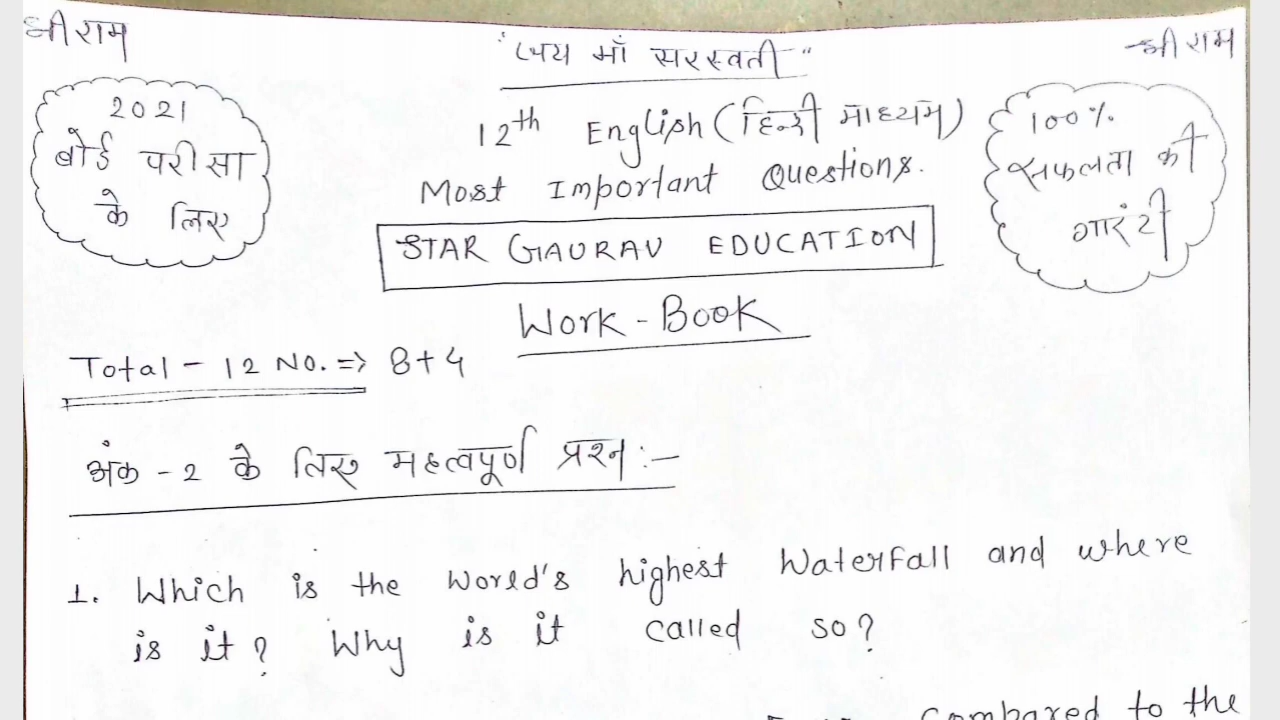 श्री राम
"जय माँ सरस्वती"
श्री राम
2021
बोर्ड परीक्षा
के लिए
12th English (हिन्दी माध्यम)
Most Important Questions.
100%
सफलता की
गारंटी
STAR GAURAV EDUCATION
Work-Book
Total - 12 NO. => 8+4
अंक - 2 के लिए महत्वपूर्ण प्रश्न :-
1. Which is the World's highest Waterfall and where
is it? Why is it called so?
compared to the